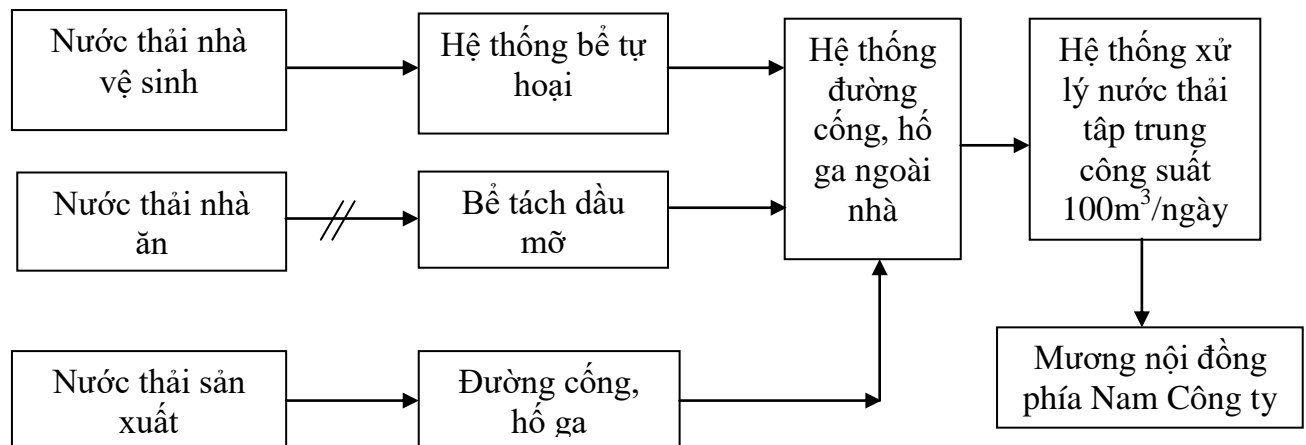 Nước thải nhà
vệ sinh
Hệ thống bể tự
hoại
Hệ thống
đường
cống, hố
ga ngoài
nhà
Hệ thống xử
lý nước thải
tâp trung
công suất
100m³/ngày
Nước thải nhà
ăn
Bể tách dầu
mỡ
Nước thải sản
xuất
Đường cống,
hố ga
Mương nội đồng
phía Nam Công ty